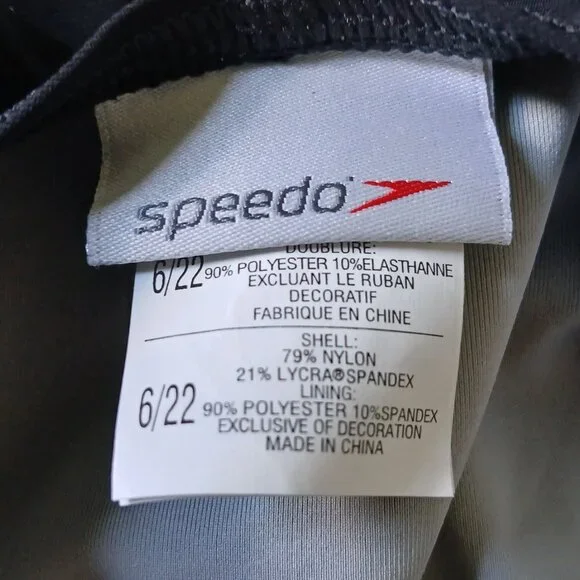 speedo
DOUBLURE:
6/22 90% POLYESTER 10%ELASTHANNE
EXCLUANT LE RUBAN
DECORATIF
FABRIQUE EN CHINE
SHELL:
79% NYLON
21% LYCRA®SPANDEX
LINING:
6/22 90% POLYESTER 10%SPANDEX
EXCLUSIVE OF DECORATION
MADE IN CHINA